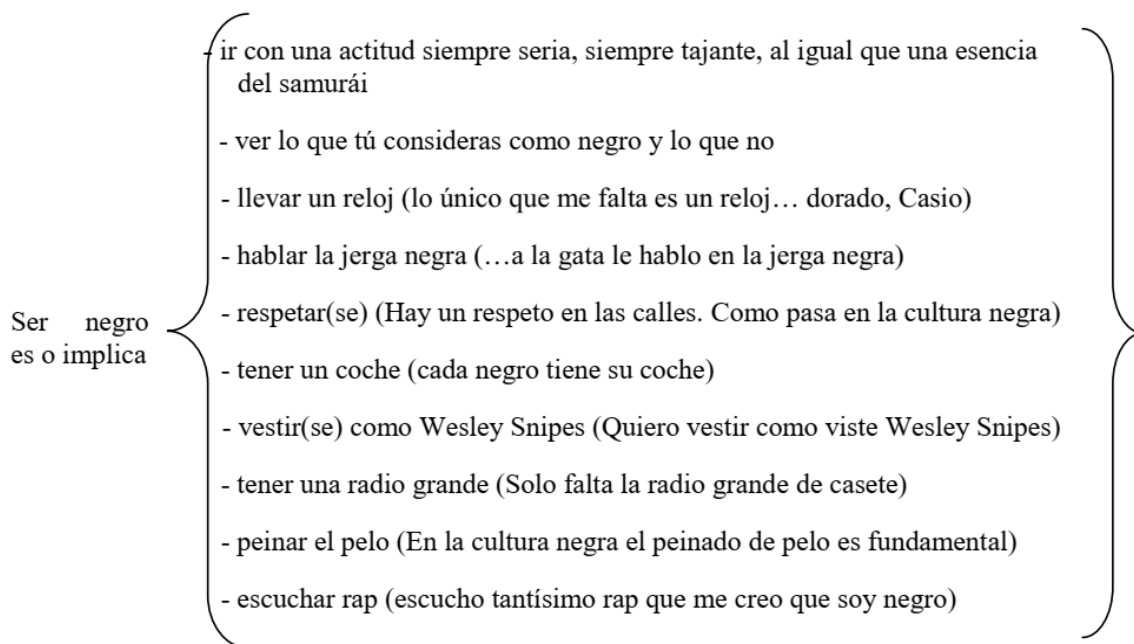 - ir con una actitud siempre seria, siempre tajante, al igual que una esencia
del samurái
- ver lo que tú consideras como negro y lo que no
- llevar un reloj (lo único que me falta es un reloj… dorado, Casio)
- hablar la jerga negra (…a la gata le hablo en la jerga negra)
- respetar(se) (Hay un respeto en las calles. Como pasa en la cultura negra)
Ser negro
es o implica
- tener un coche (cada negro tiene su coche)
- vestir(se) como Wesley Snipes (Quiero vestir como viste Wesley Snipes)
- tener una radio grande (Solo falta la radio grande de casete)
- peinar el pelo (En la cultura negra el peinado de pelo es fundamental)
- escuchar rap (escucho tantísimo rap que me creo que soy negro)